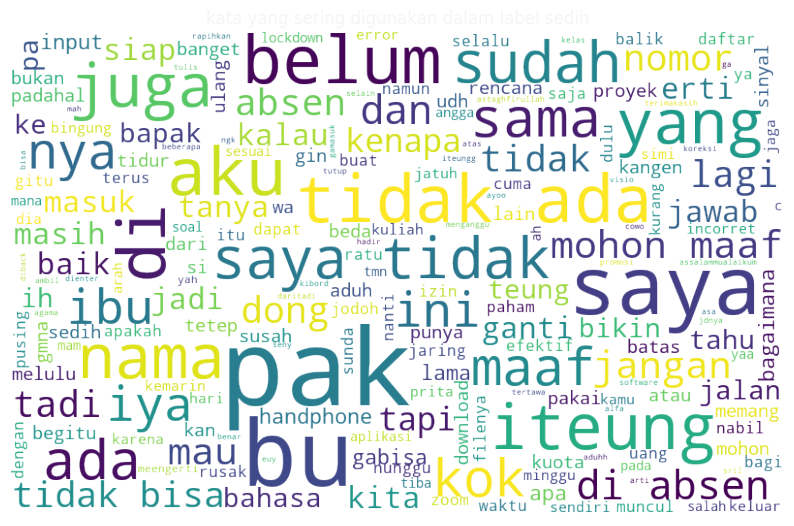 kata yang sering digunakan dalam label sedih
rapihkan lockdown error selalu balik kelas daftar
pa input siap banget belum sudah nomor ga ya sinyal
bukan juga ulang namun udh rencana saja proyek erti
padahal tulis absen dan selain astaghfirullah angga terimakasih
mah sama yang
ke bingung bapak kalau kenapa atas dulu koreksi jaga
nya tidur sesuai gin buat tidak simi bisa beberapa ngk gamasuk
gitu terus aku tutup jatuh kangen lagi
mana masuk tanya wa tidak ada cuma kurang visio c
dia soal dapat lain menganggu ayoo jawab
di masih dari itu beda kuliah ah cowo incorret
baik si ratu hadir mohon maaf
arah yah saya tmn tidak promosi assalammualaikum
diback ambil dienter kibord daritadi aduh izin saya
ih ibu jadi dong jodoh nanti ini teung paham ganti bikin asa jdnya
agama pusing gmna sedih apakah tetep susah sunda punya efektif batas tahu bagaimana
mam nama seny pak jaring maaf jangan yaa
melulu kemarin lama prita software
tadi iya hari handphone tapi download tertawa pakai kamu atau jalan
dengan begitu karena kan aplikasi filenya iteung alfa memang nabil
benar bu gabisa uang mohon
ada mau euy nunggu kok kuota aduhh pada bagi
meengerti rusak tiba minggu apa di absen arti srii
tidak bisa bahasa kita zoom waktu sendiri muncul salah keluar
iteungg